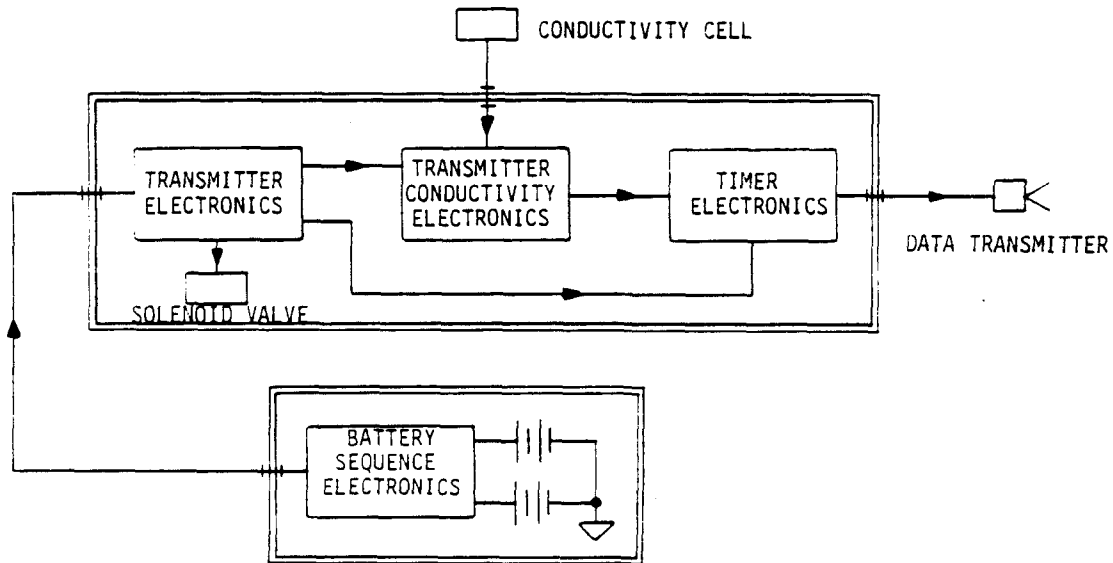 CONDUCTIVITY CELL
TRANSMITTER
ELECTRONICS
TRANSMITTER
CONDUCTIVITY
ELECTRONICS
TIMER
ELECTRONICS
DATA TRANSMITTER
SOLENOID VALVE
BATTERY
SEQUENCE
ELECTRONICS